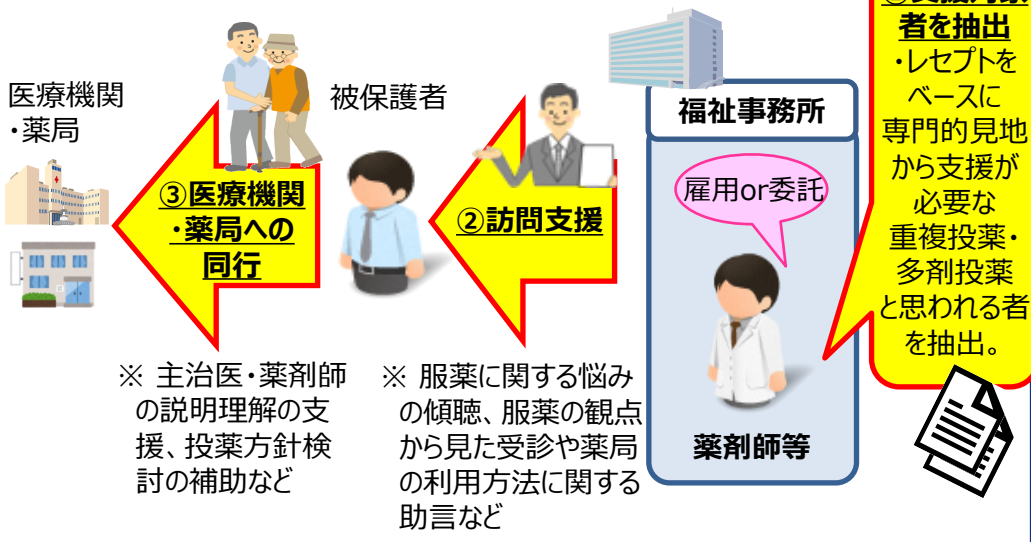 者を抽出
・レセプトを
ベースに
専門的見地
から支援が
必要な
重複投薬・
多剤投薬
と思われる者
を抽出。
福祉事務所
雇用or委託
薬剤師等
②訪問支援
※ 服薬に関する悩み
の傾聴、服薬の観点
から見た受診や薬局
の利用方法に関する
助言など
被保護者
③医療機関
・薬局への
同行
※ 主治医・薬剤師
の説明理解の支
援、投薬方針検
討の補助など
医療機関
・薬局